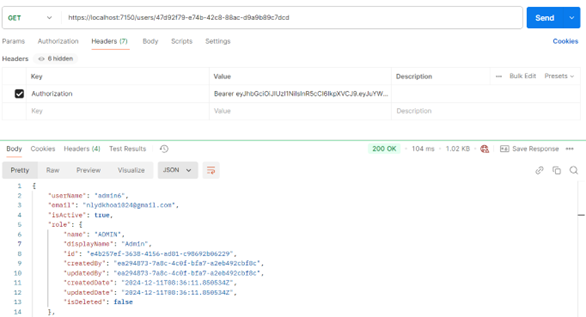 GET https://localhost:7150/users/47d92f79-e74b-42c8-88ac-d9a9b89c7dcd Send
Params Authorization Headers (7) Body Scripts Settings Cookies
Headers 6 hidden
Key Value Description Bulk Edit Presets
Authorization Bearer eyJhbGciOiJIUzI1NiIsInR5cCI6IkpXVCJ9.eyJuYW...
Key Value Description
Body Cookies Headers (4) Test Results 200 OK 104 ms 1.02 KB Save Response
Pretty Raw Preview Visualize JSON
1 {
2 "userName": "admin6",
3 "email": "nlydkhoa1024@gmail.com",
4 "isActive": true,
5 "role": {
6 "name": "ADMIN",
7 "displayName": "Admin",
8 "id": "e4b257ef-3638-4156-ad01-c98692b06229",
9 "createdBy": "ea294873-7a8c-4c0f-bfa7-a2eb492cbf8c",
10 "updatedBy": "ea294873-7a8c-4c0f-bfa7-a2eb492cbf8c",
11 "createdDate": "2024-12-11T08:36:11.050534Z",
12 "updatedDate": "2024-12-11T08:36:11.050534Z",
13 "isDeleted": false
14 },